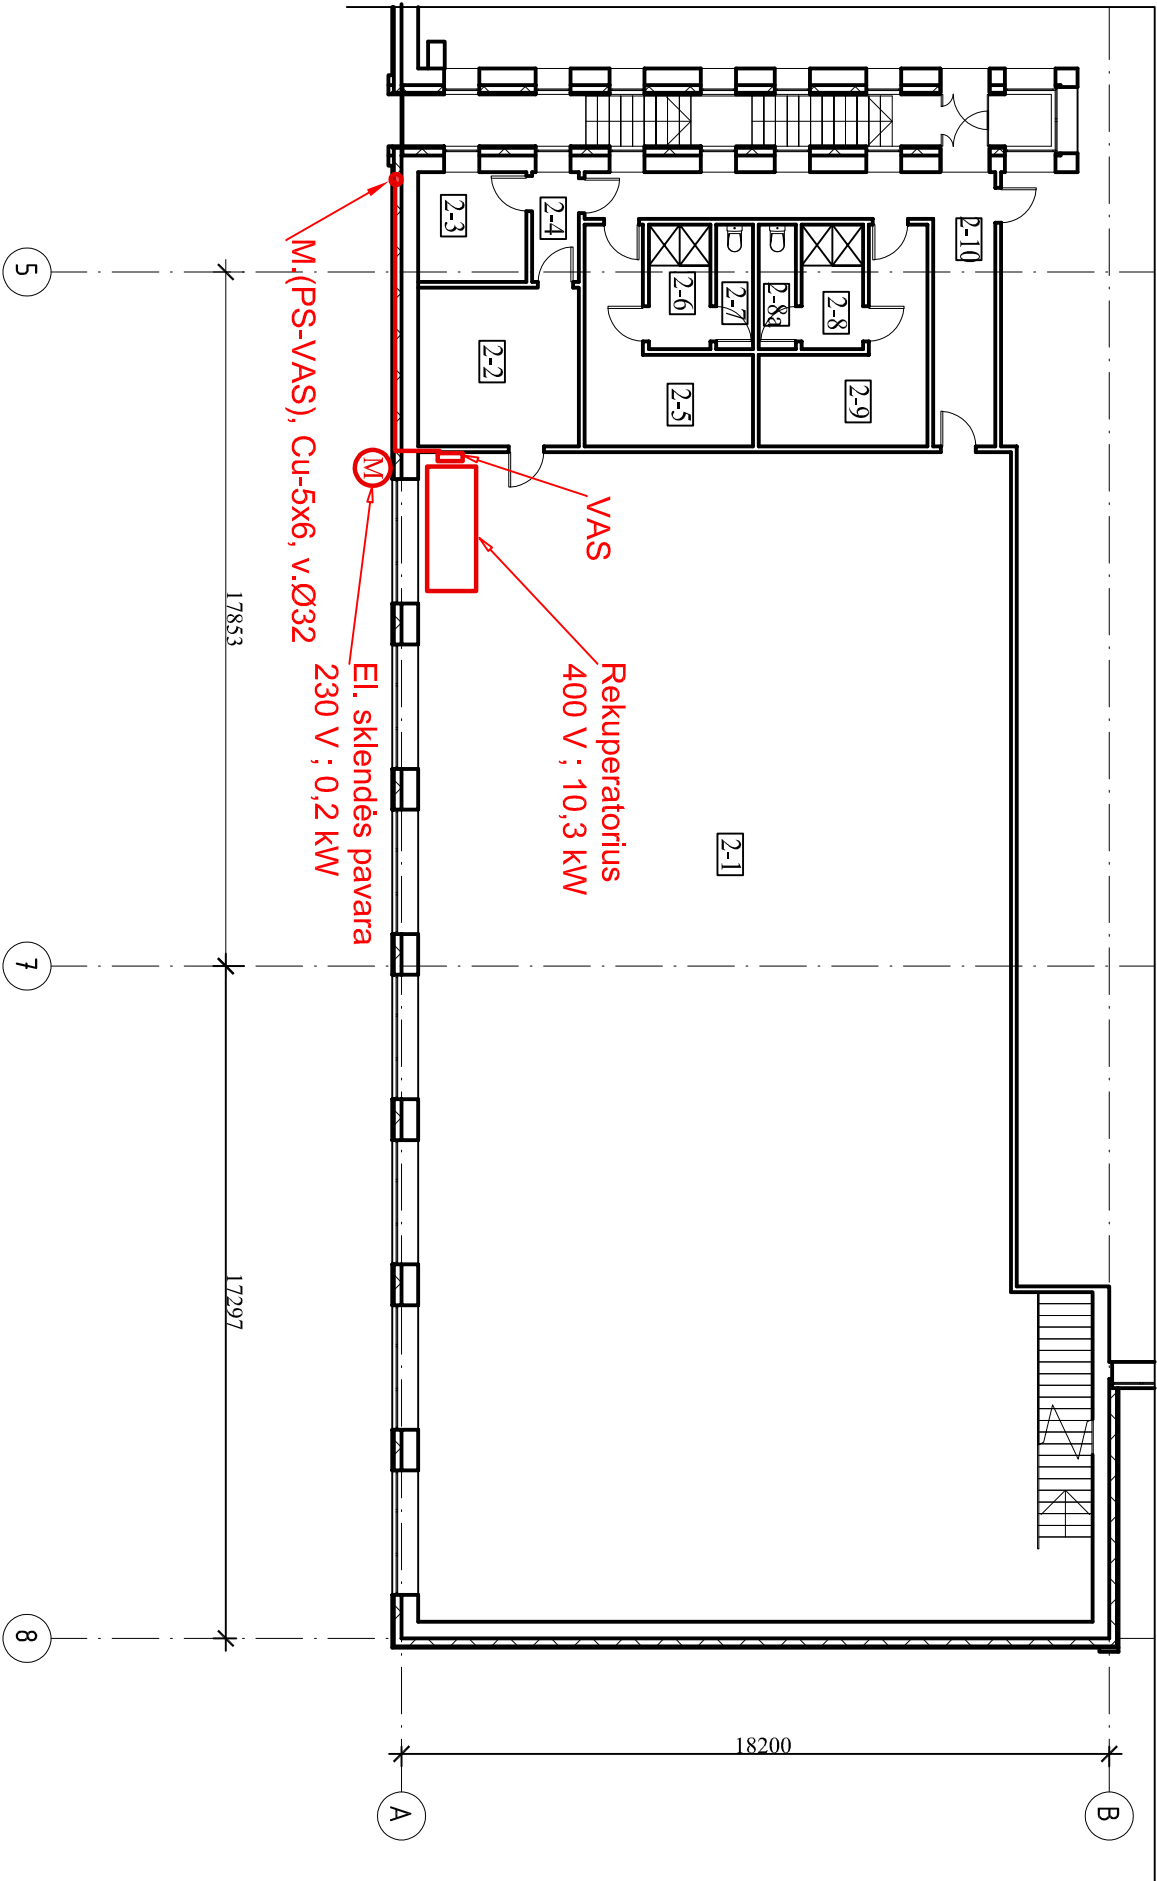 2-10
2-3
2-4
2-6
2-7
2-8a
2-8
2-2
2-5
2-9
2-1
M.(PS-VAS), Cu-5x6, v.Ø32
M
VAS
Rekuperatorius
400 V ; 10,3 kW
El. sklendės pavara
230 V ; 0,2 kW
17853
17297
18200
5
7
8
A
B